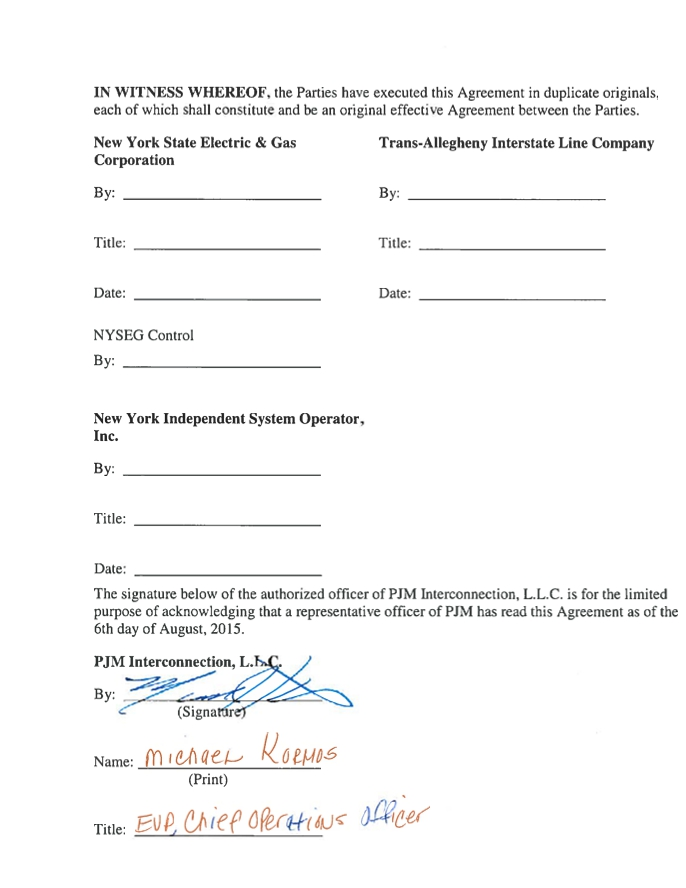 IN WITNESS WHEREOF, the Parties have executed this Agreement in duplicate originals,
each of which shall constitute and be an original effective Agreement between the Parties.
New York State Electric & Gas
Corporation
By:
Title:
Date:
NYSEG Control
By:
Trans-Allegheny Interstate Line Company
By:
Title:
Date:
New York Independent System Operator,
Inc.
By:
Title:
Date:
The signature below of the authorized officer of PJM Interconnection, L.L.C. is for the limited
purpose of acknowledging that a representative officer of PJM has read this Agreement as of the
6th day of August, 2015.
PJM Interconnection, L.L.C.
By:
(Signature)
Name: Michael Kormos
(Print)
Title: EVP, Chief Operations Officer